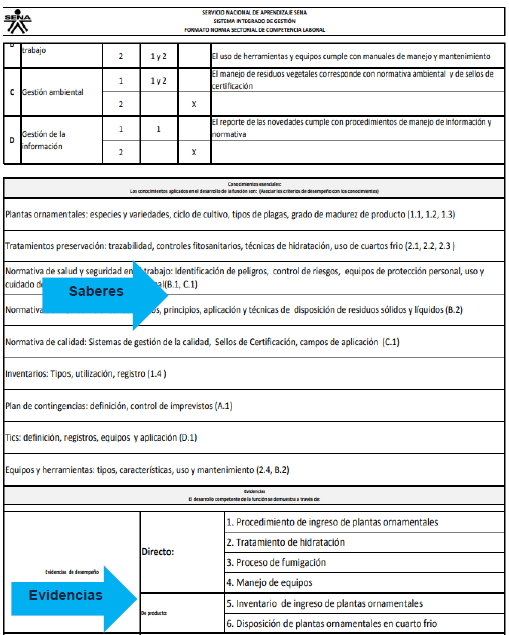 SENA
SERVICIO NACIONAL DE APRENDIZAJE SENA
SISTEMA INTEGRADO DE GESTIÓN
FORMATO NORMA SECTORIAL DE COMPETENCIA LABORAL
trabajo 2 1 y 2 El uso de herramientas y equipos cumple con manuales de manejo y mantenimiento
C Gestión ambiental 1 1 y 2 El manejo de residuos vegetales corresponde con normativa ambiental y de sellos de
certificación
2 X
D Gestión de la
información 1 1 El reporte de las novedades cumple con procedimientos de manejo de información y
normativa
2 X
Conocimientos esenciales:
Los conocimientos aplicados en el desarrollo de la función son: (Asociar los criterios de desempeño con los conocimientos)
Plantas ornamentales: especies y variedades, ciclo de cultivo, tipos de plagas, grado de madurez de producto (1.1, 1.2, 1.3)
Tratamientos preservación: trazabilidad, controles fitosanitarios, técnicas de hidratación, uso de cuartos frio (2.1, 2.2, 2.3 )
Normativa de salud y seguridad en trabajo: Identificación de peligros, control de riesgos, equipos de protección personal, uso y
cuidado (B.1, C.1)
Saberes
Normativa principios, aplicación y técnicas de disposición de residuos sólidos y líquidos (B.2)
Normativa de calidad: Sistemas de gestión de la calidad, Sellos de Certificación, campos de aplicación (C.1)
Inventarios: Tipos, utilización, registro (1.4 )
Plan de contingencias: definición, control de imprevistos (A.1)
Tics: definición, registros, equipos y aplicación (D.1)
Equipos y herramientas: tipos, características, uso y mantenimiento (2.4, B.2)
Evidencias
El desarrollo competente de la función se demuestra a través de:
Evidencias de desempeño
Directo:
1. Procedimiento de ingreso de plantas ornamentales
2. Tratamiento de hidratación
3. Proceso de fumigación
4. Manejo de equipos
Evidencias
De producto:
5. Inventario de ingreso de plantas ornamentales
6. Disposición de plantas ornamentales en cuarto frio